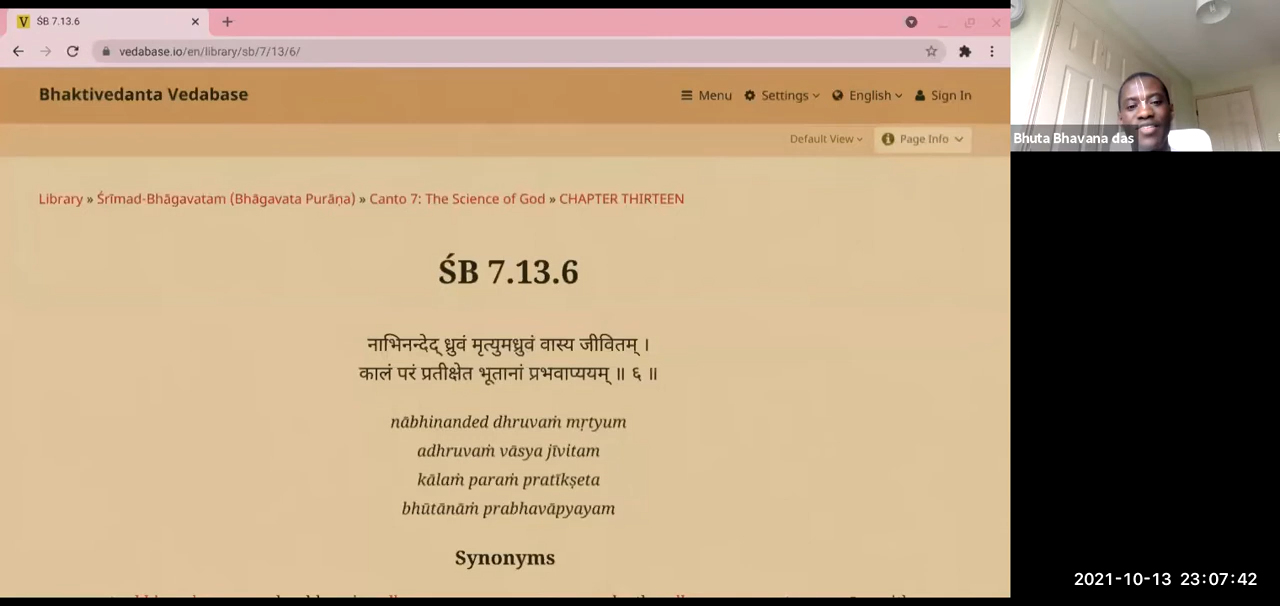 ŚB 7.13.6
vedabase.io/en/library/sb/7/13/6/
Bhaktivedanta Vedabase
Menu Settings English Sign In
Default View Page Info
Library » Śrīmad-Bhāgavatam (Bhāgavata Purāṇa) » Canto 7: The Science of God » CHAPTER THIRTEEN
ŚB 7.13.6
नाभिनन्देद् ध्रुवं मृत्युमध्रुवं वास्य जीवितम् ।
कालं परं प्रतीक्षेत भूतानां प्रभवाप्ययम् ॥ ६ ॥
nābhinanded dhruvaṁ mṛtyum
adhruvaṁ vāsya jīvitam
kālaṁ paraṁ pratīkṣeta
bhūtānāṁ prabhavāpyayam
Synonyms
Bhuta Bhavana das
2021-10-13 23:07:42